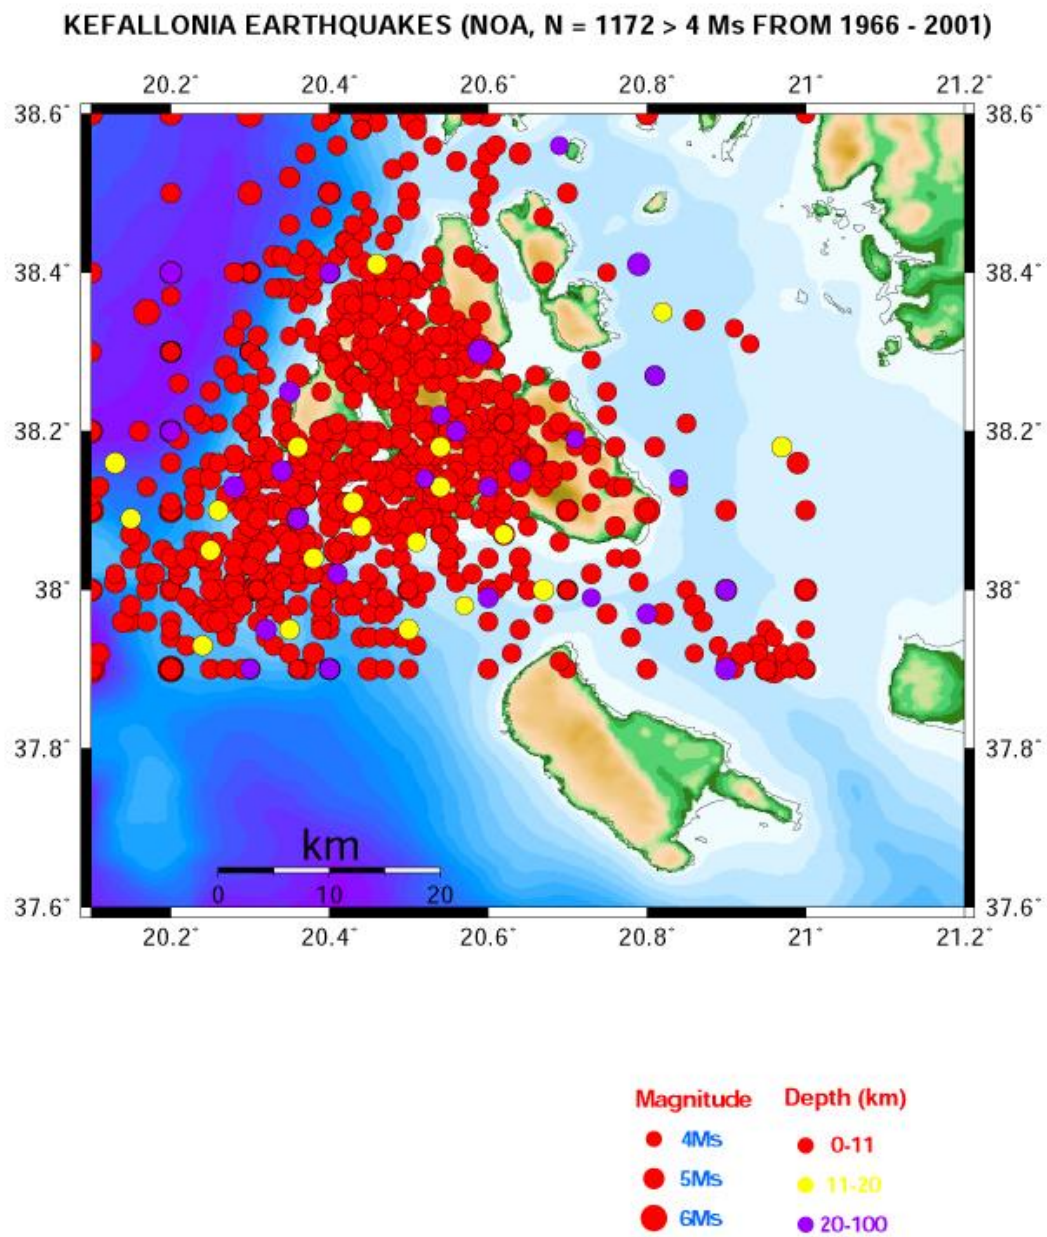 KEFALLONIA EARTHQUAKES (NOA, N = 1172 > 4 Ms FROM 1966 - 2001)
20.2° 20.4° 20.6° 20.8° 21° 21.2°
38.6° 38.6°
38.4° 38.4°
38.2° 38.2°
38° 38°
37.8° 37.8°
km
0 10 20
37.6° 37.6°
20.2° 20.4° 20.6° 20.8° 21° 21.2°
Magnitude Depth (km)
4Ms 0-11
5Ms 11-20
6Ms 20-100